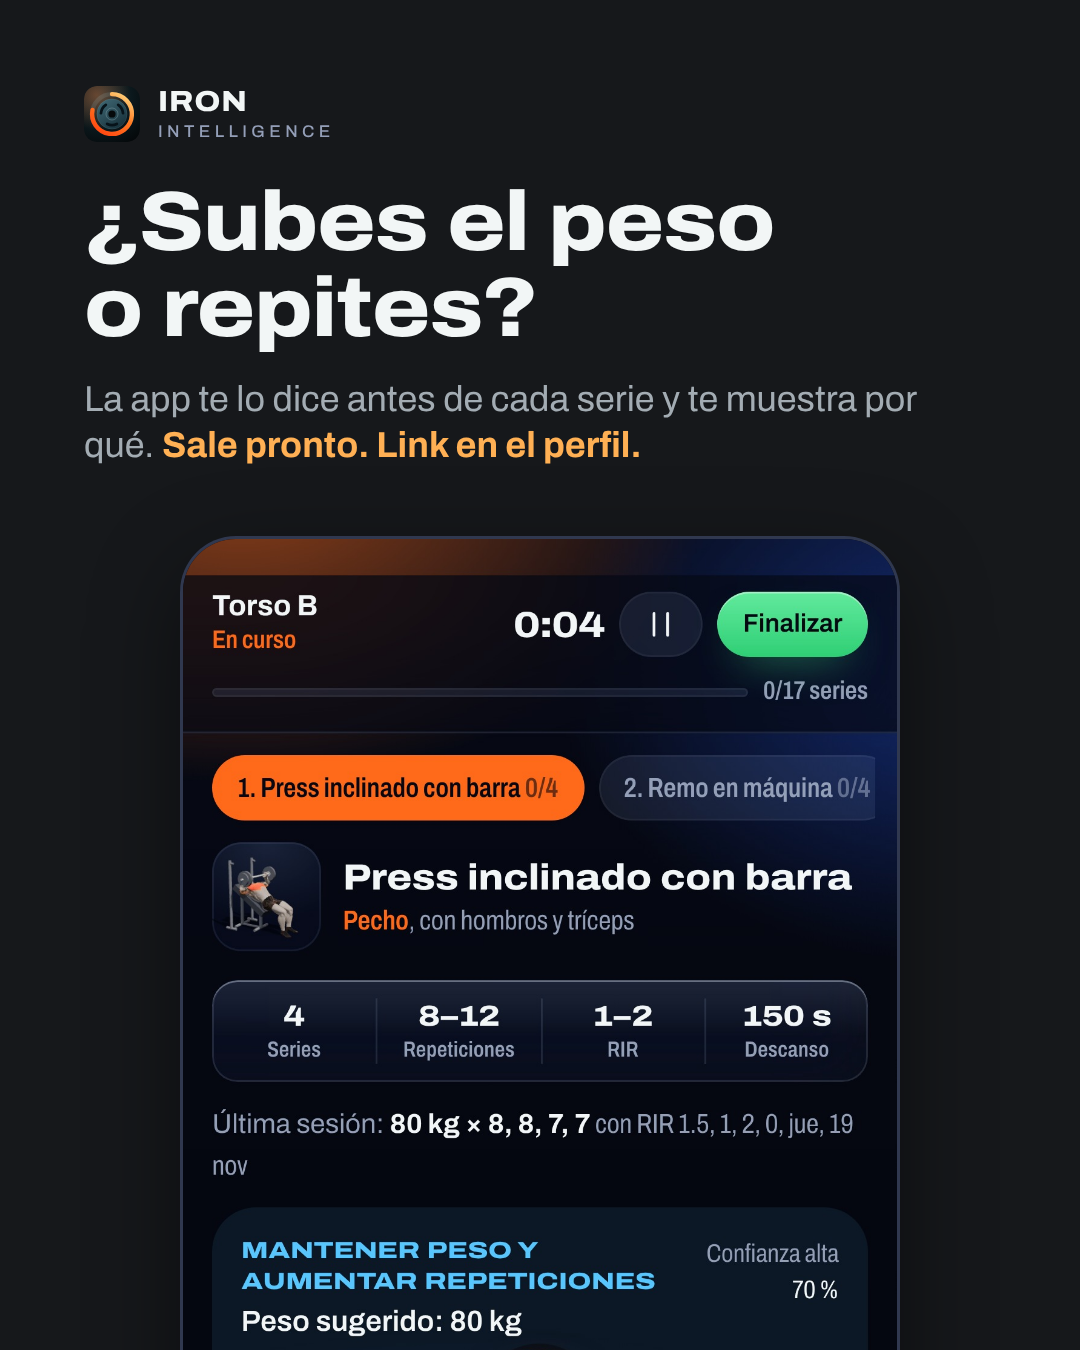 IRON
INTELLIGENCE
¿Subes el peso
o repites?
La app te lo dice antes de cada serie y te muestra por
qué. Sale pronto. Link en el perfil.
Torso B
En curso
0:04
Finalizar
0/17 series
1. Press inclinado con barra 0/4
2. Remo en máquina 0/4
Press inclinado con barra
Pecho, con hombros y tríceps
4
Series
8–12
Repeticiones
1–2
RIR
150 s
Descanso
Última sesión: 80 kg × 8, 8, 7, 7 con RIR 1.5, 1, 2, 0, jue, 19
nov
MANTENER PESO Y
AUMENTAR REPETICIONES
Confianza alta
70 %
Peso sugerido: 80 kg